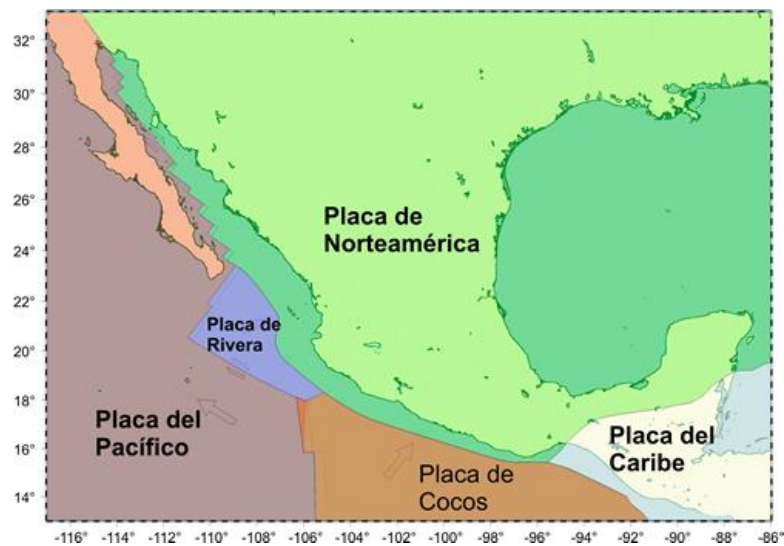 32°
30°
28°
26°
24°
22°
20°
18°
16°
14°
Placa de
Norteamérica
Placa de
Rivera
Placa del
Pacífico
Placa del
Caribe
Placa de
Cocos
-116° -114° -112° -110° -108° -106° -104° -102° -100° -98° -96° -94° -92° -90° -88° -86